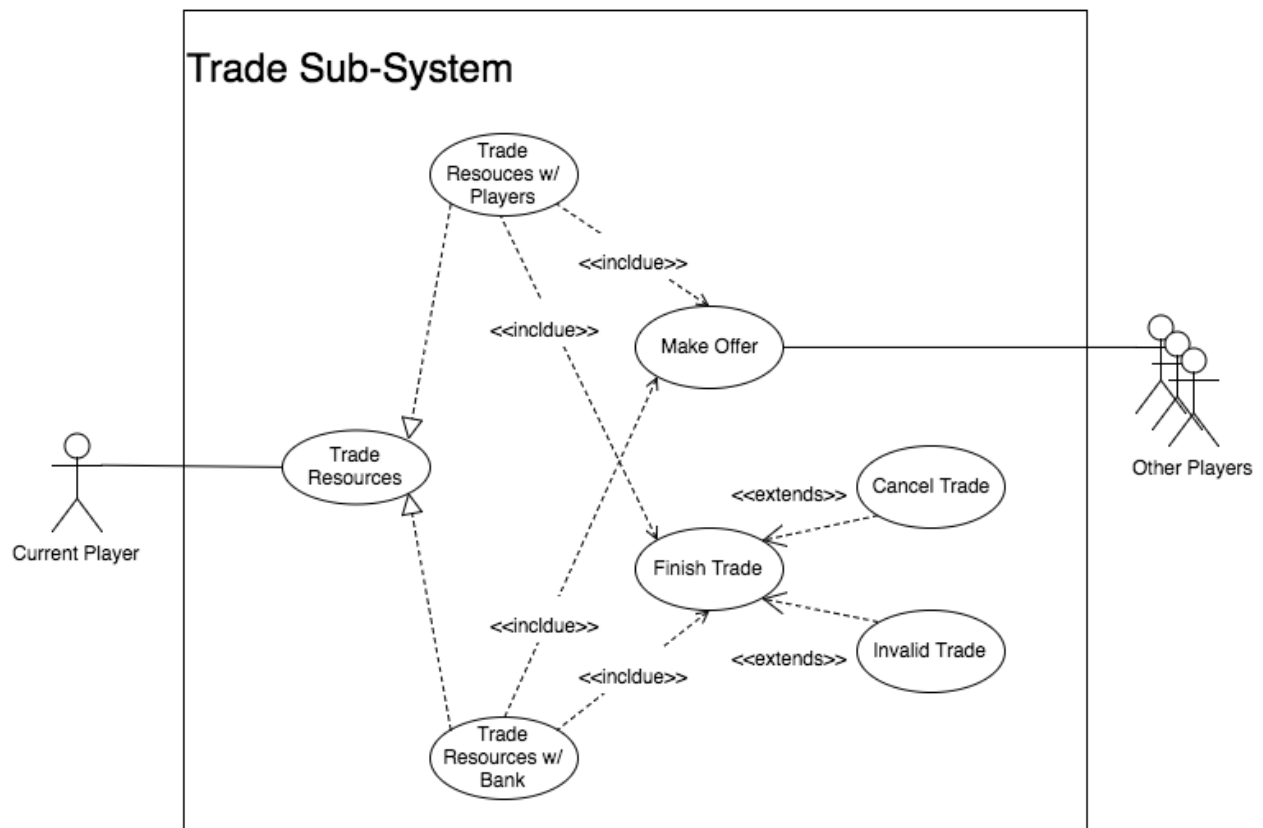 Trade Sub-System
Trade
Resouces w/
Players
<<incldue>>
<<incldue>>
Make Offer
Other Players
Trade
Resources
Current Player
<<extends>>
Cancel Trade
Finish Trade
<<incldue>>
<<incldue>>
<<extends>>
Invalid Trade
Trade
Resources w/
Bank